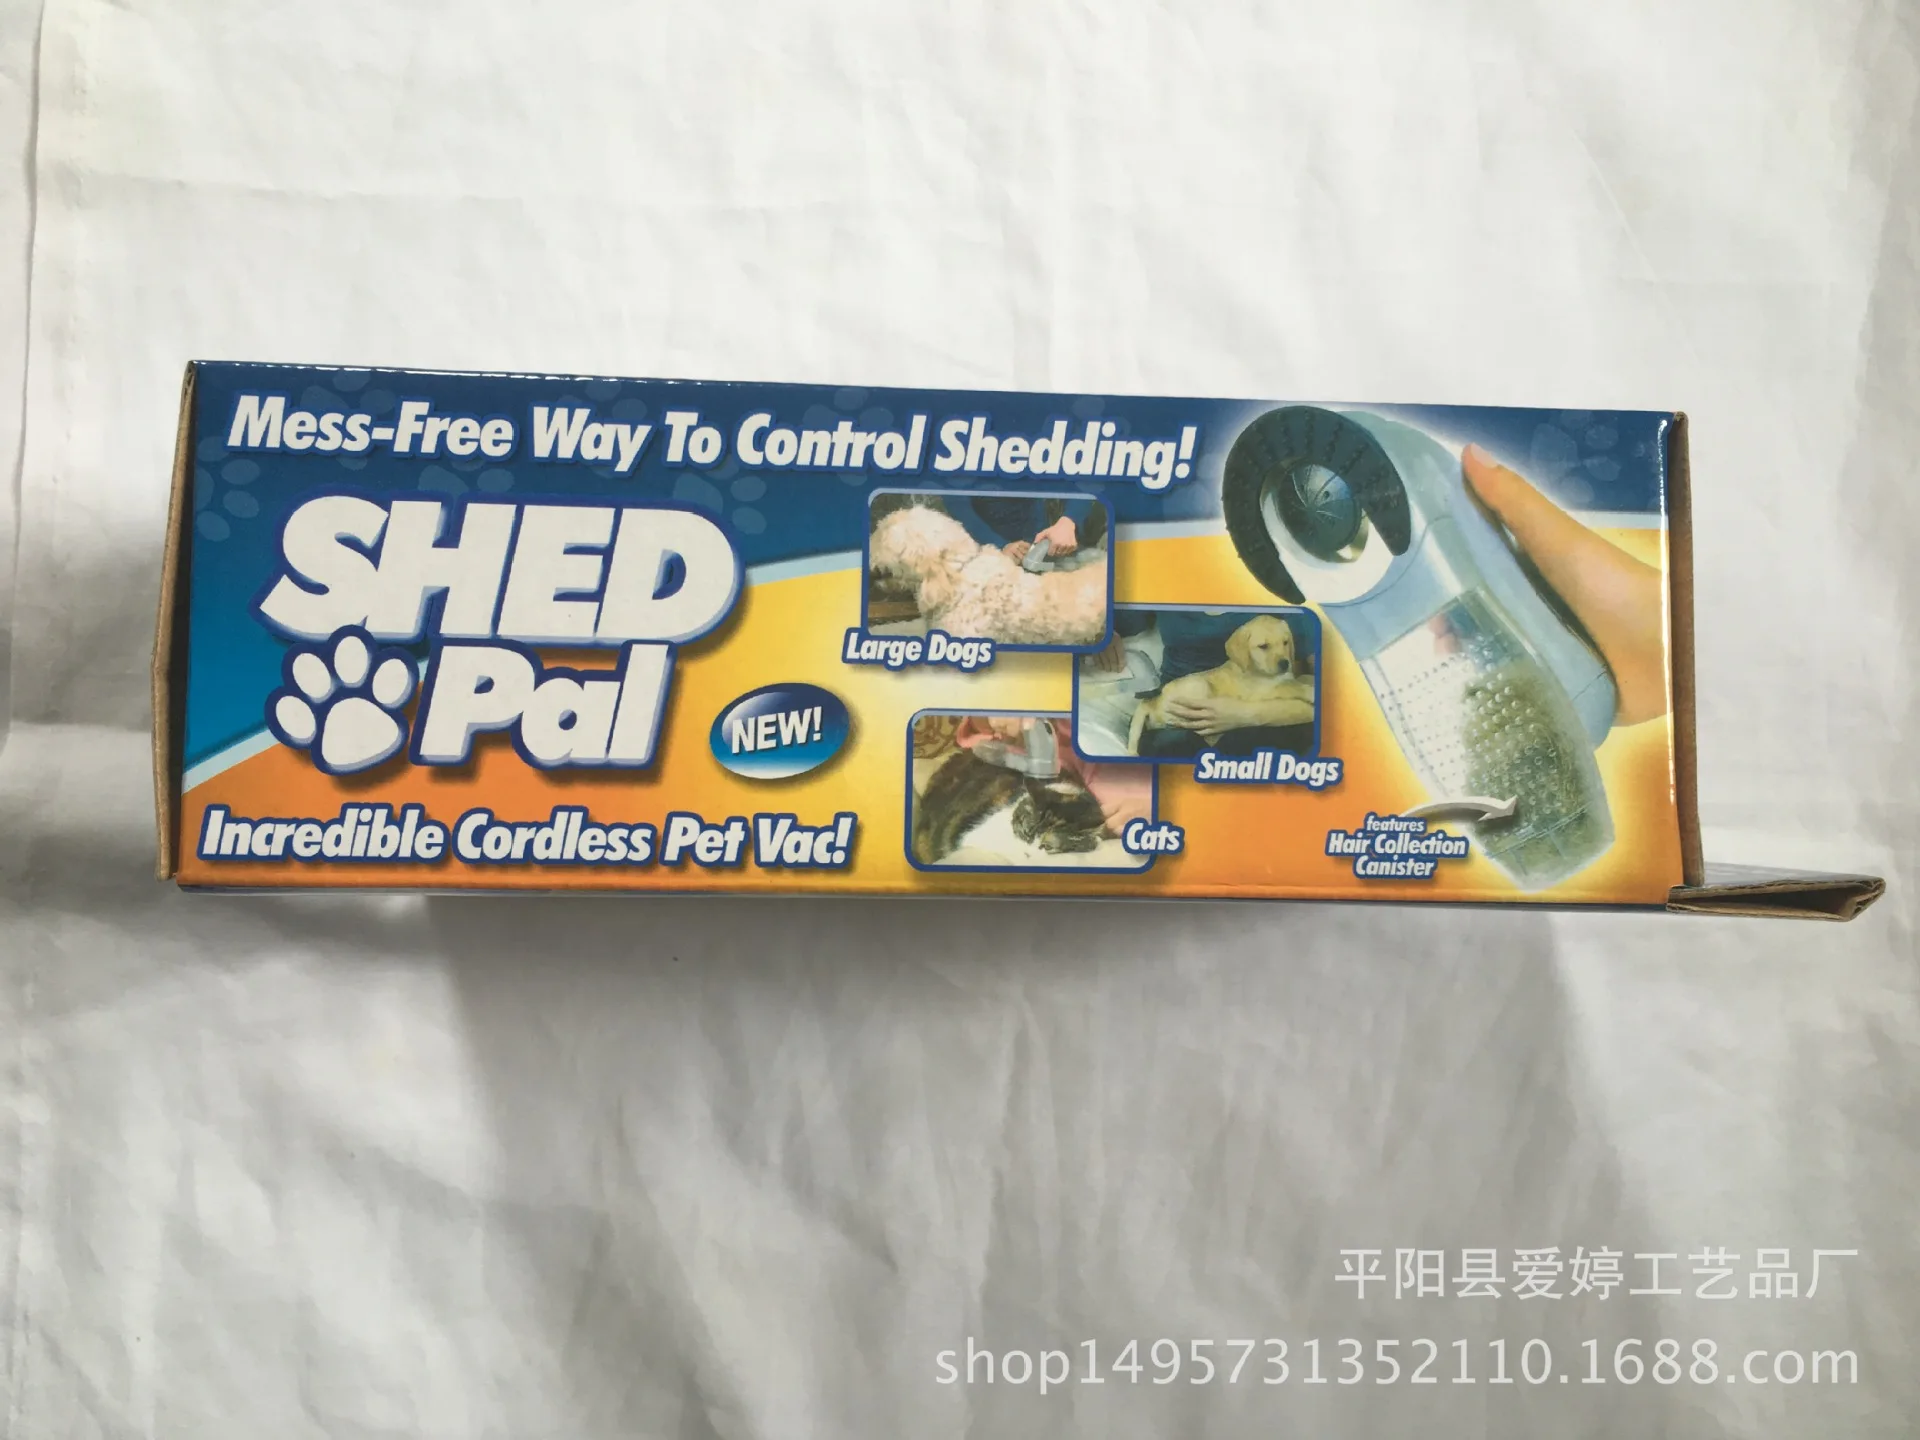 Mess-Free Way To Control Shedding!
SHED
Pal
NEW!
Incredible Cordless Pet Vac!
Large Dogs
Small Dogs
Cats
features
Hair Collection
Canister
平阳县爱婷工艺品厂
shop1495731352110.1688.com